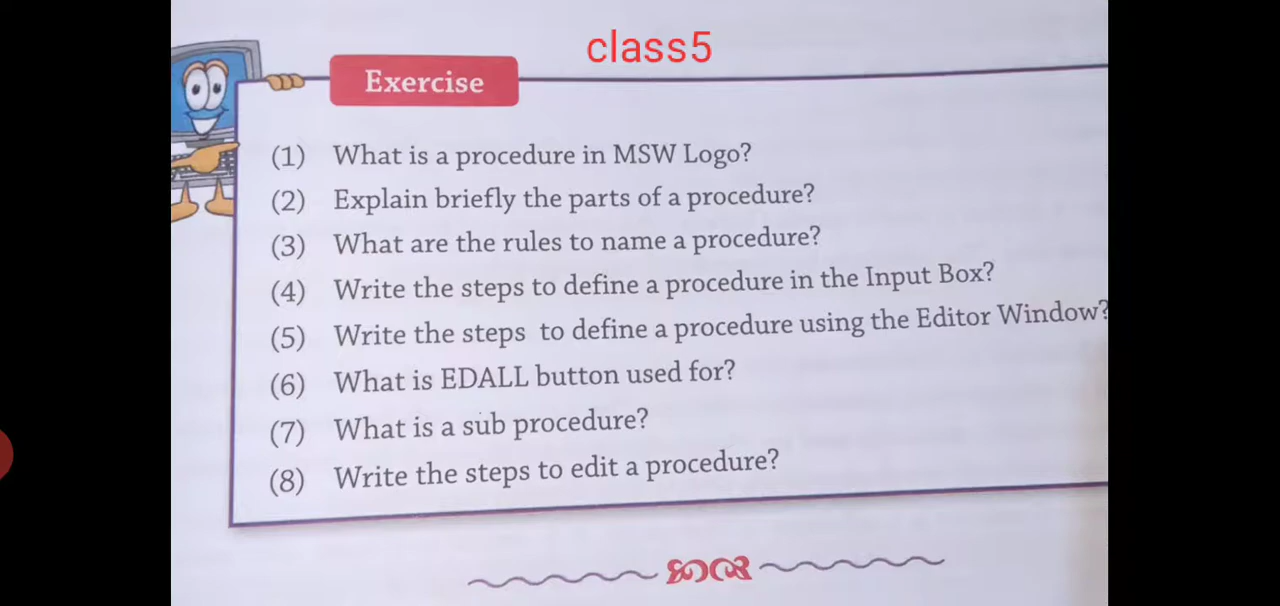 class5
Exercise
(1) What is a procedure in MSW Logo?
(2) Explain briefly the parts of a procedure?
(3) What are the rules to name a procedure?
(4) Write the steps to define a procedure in the Input Box?
(5) Write the steps to define a procedure using the Editor Window?
(6) What is EDALL button used for?
(7) What is a sub procedure?
(8) Write the steps to edit a procedure?